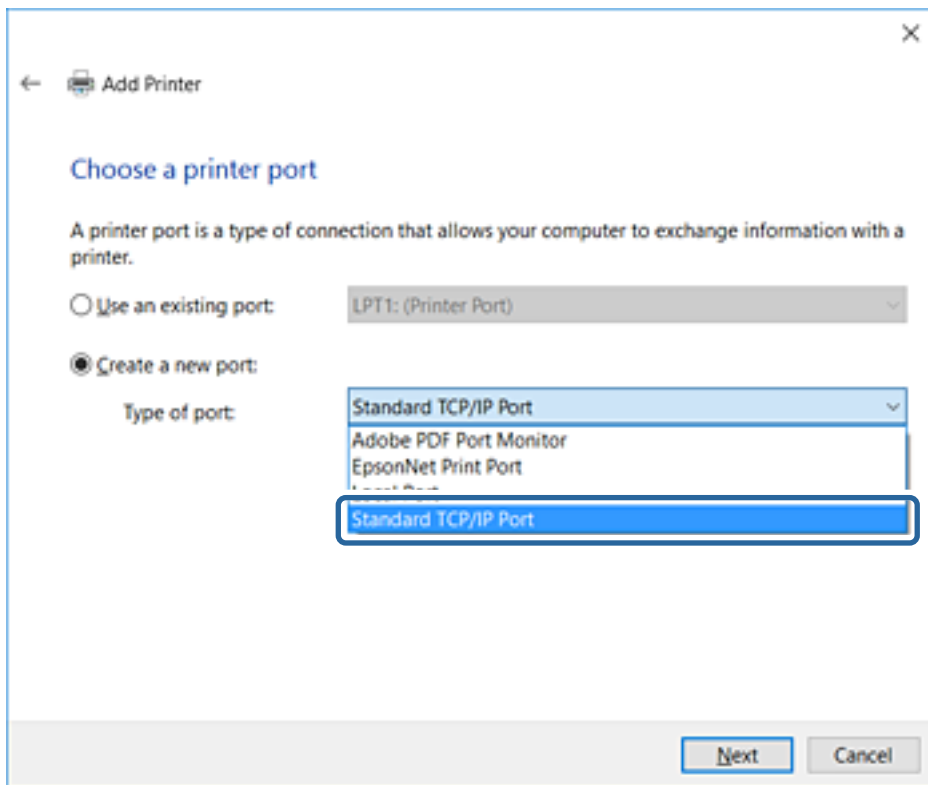 Add Printer
Choose a printer port
A printer port is a type of connection that allows your computer to exchange information with a
printer.
Use an existing port:
LPT1: (Printer Port)
Create a new port:
Type of port:
Standard TCP/IP Port
Adobe PDF Port Monitor
EpsonNet Print Port
Local Port
Standard TCP/IP Port
Next
Cancel